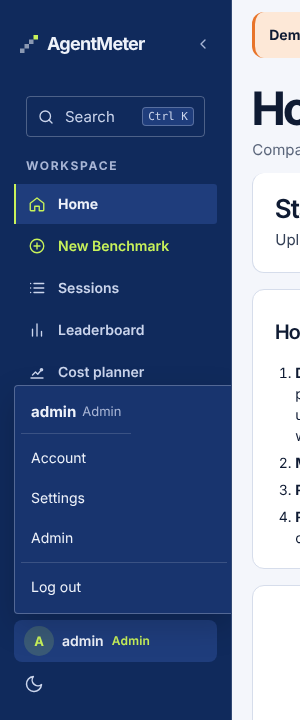 AgentMeter
Search
Ctrl K
WORKSPACE
Home
New Benchmark
Sessions
Leaderboard
Cost planner
admin Admin
Account
Settings
Admin
Log out
A
admin Admin
Dem
Ho
Compa
St
Upl
Ho
1. D
p
u
w
2. M
3. P
4. P
c